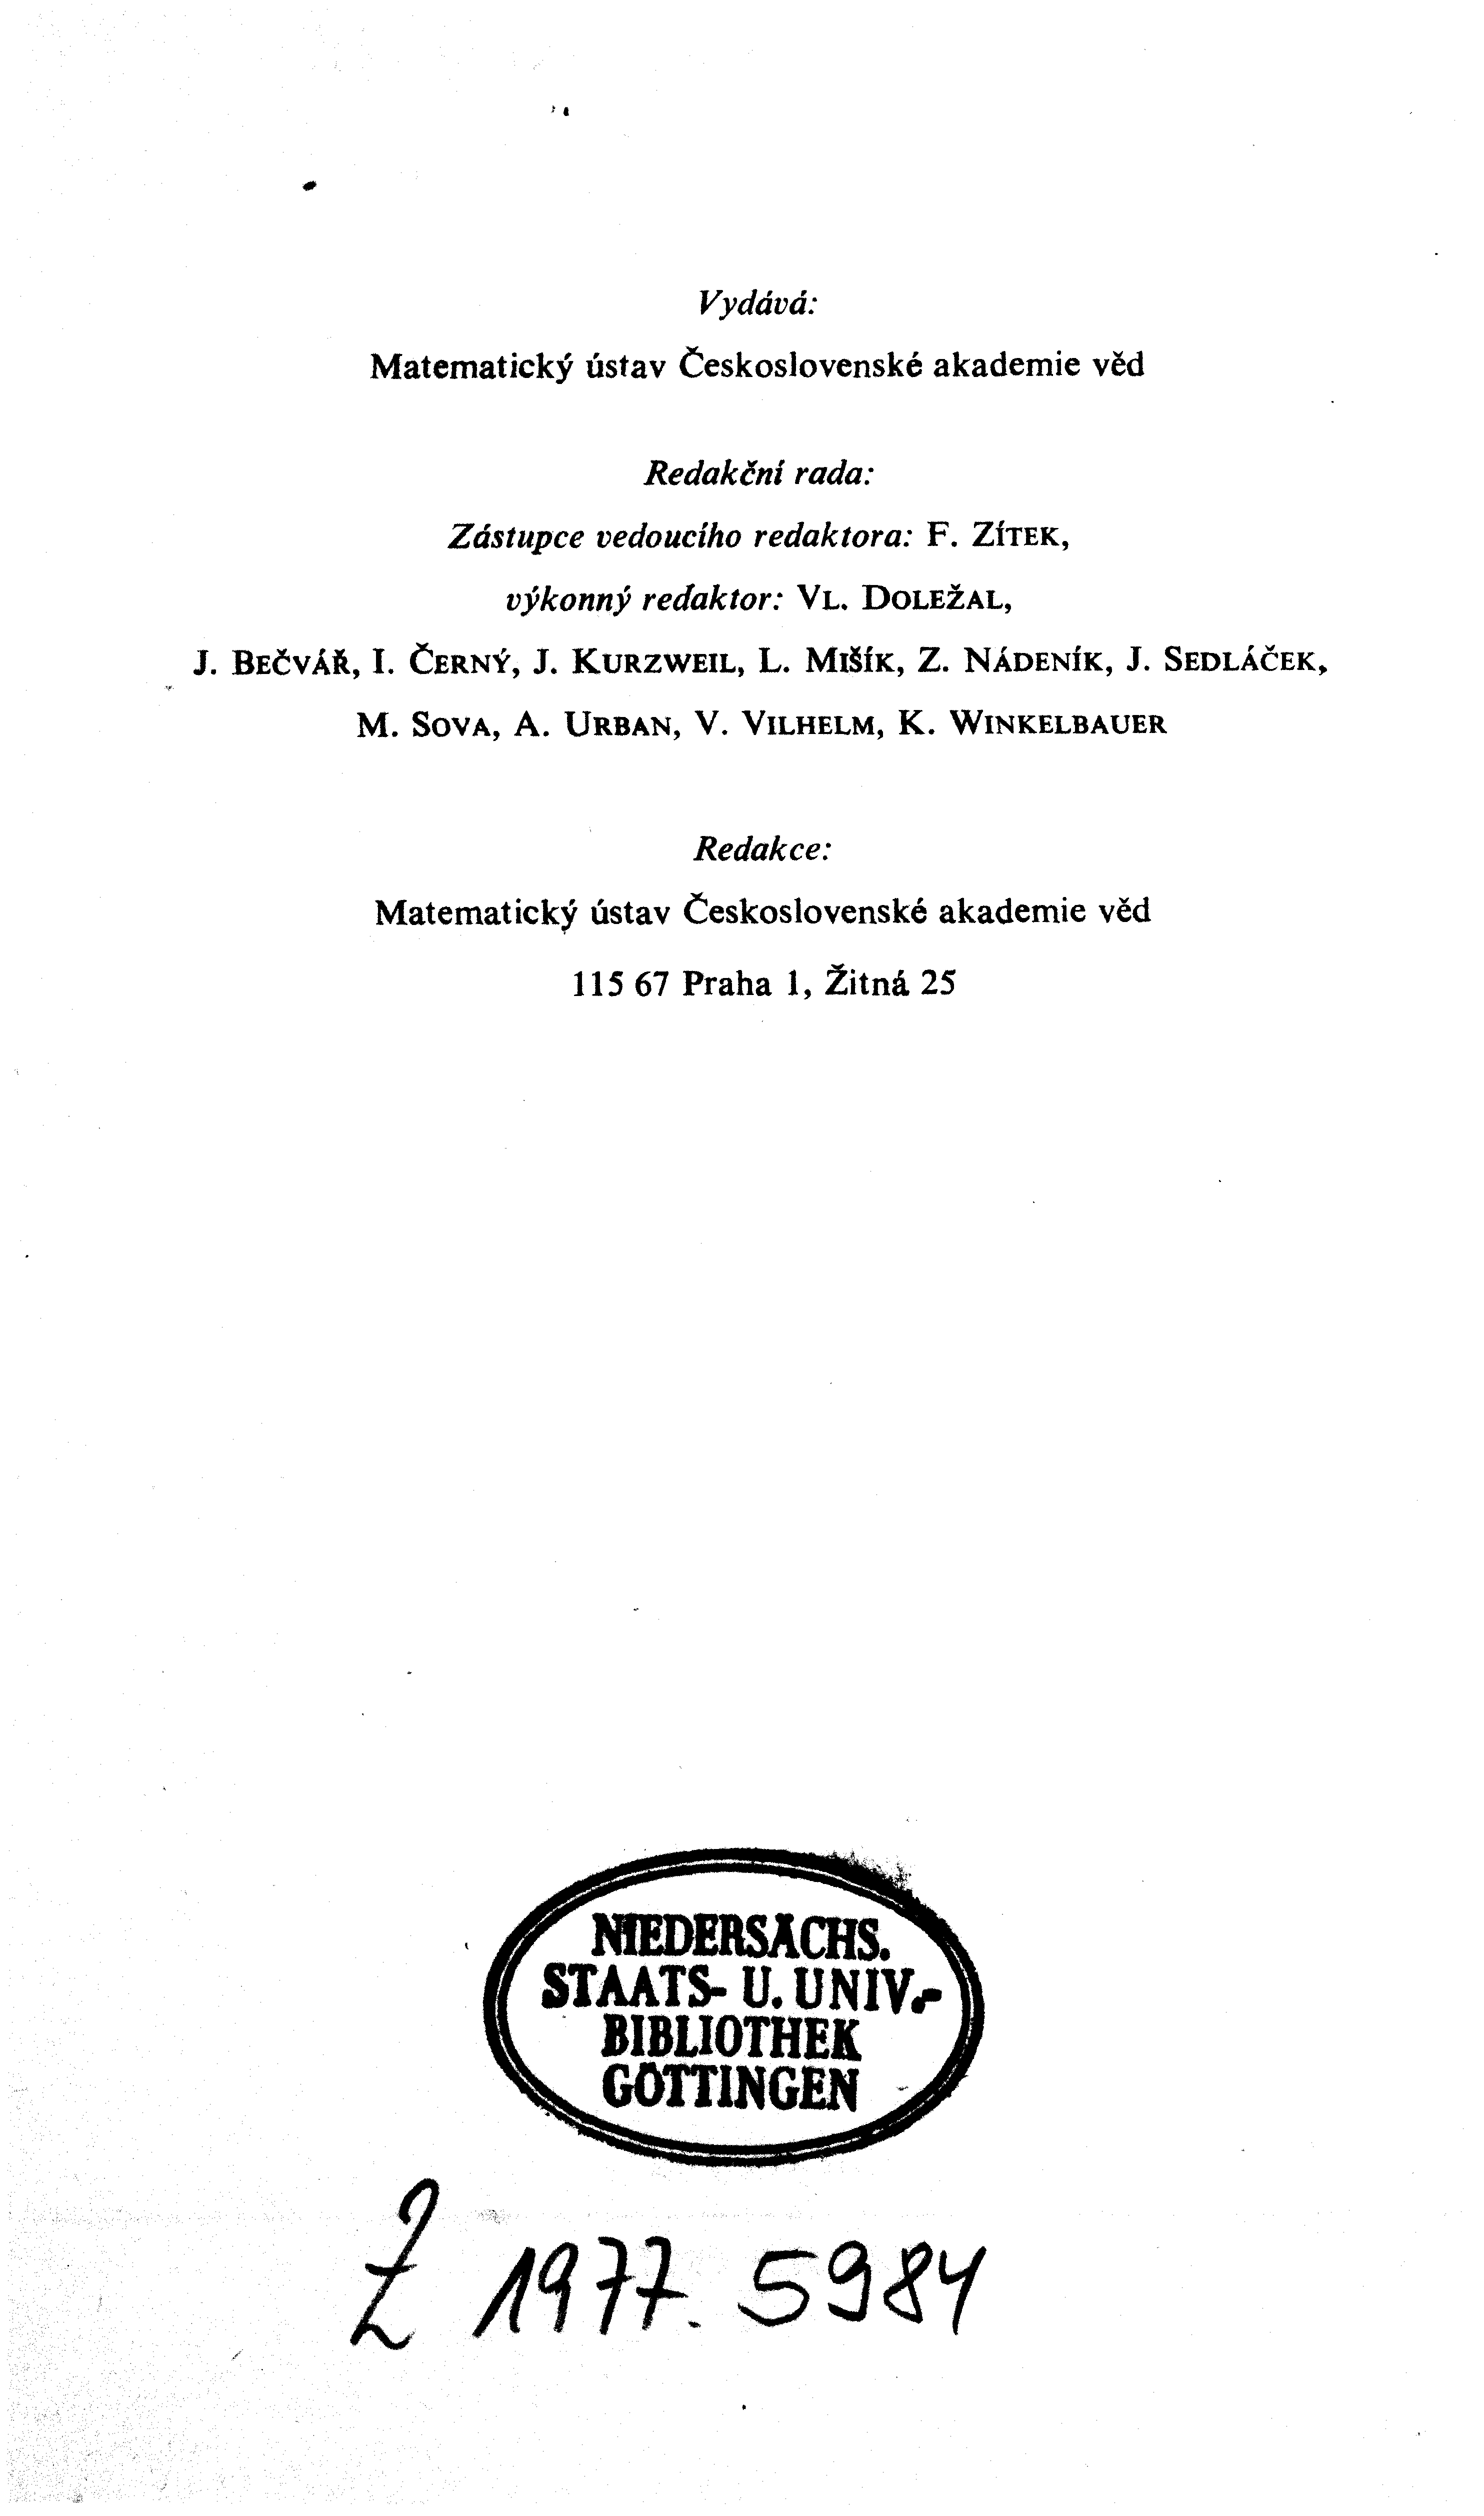 Vydává:
Matematický ústav Československé akademie věd
Redakční rada:
Zástupce vedoucího redaktora: F. ZÍTEK,
výkonný redaktor: VL. DOLEŽAL,
J. BEČVÁŘ, I. ČERNÝ, J. KURZWEIL, L. MIŠÍK, Z. NÁDENÍK, J. SEDLÁČEK,
M. SOVA, A. URBAN, V. VILHELM, K. WINKELBAUER
Redakce:
Matematický ústav Československé akademie věd
115 67 Praha 1, Žitná 25
NIEDERSÄCHS.
STAATS- U. UNIV.-
BIBLIOTHEK
GÖTTINGEN
Z 1977. 5984